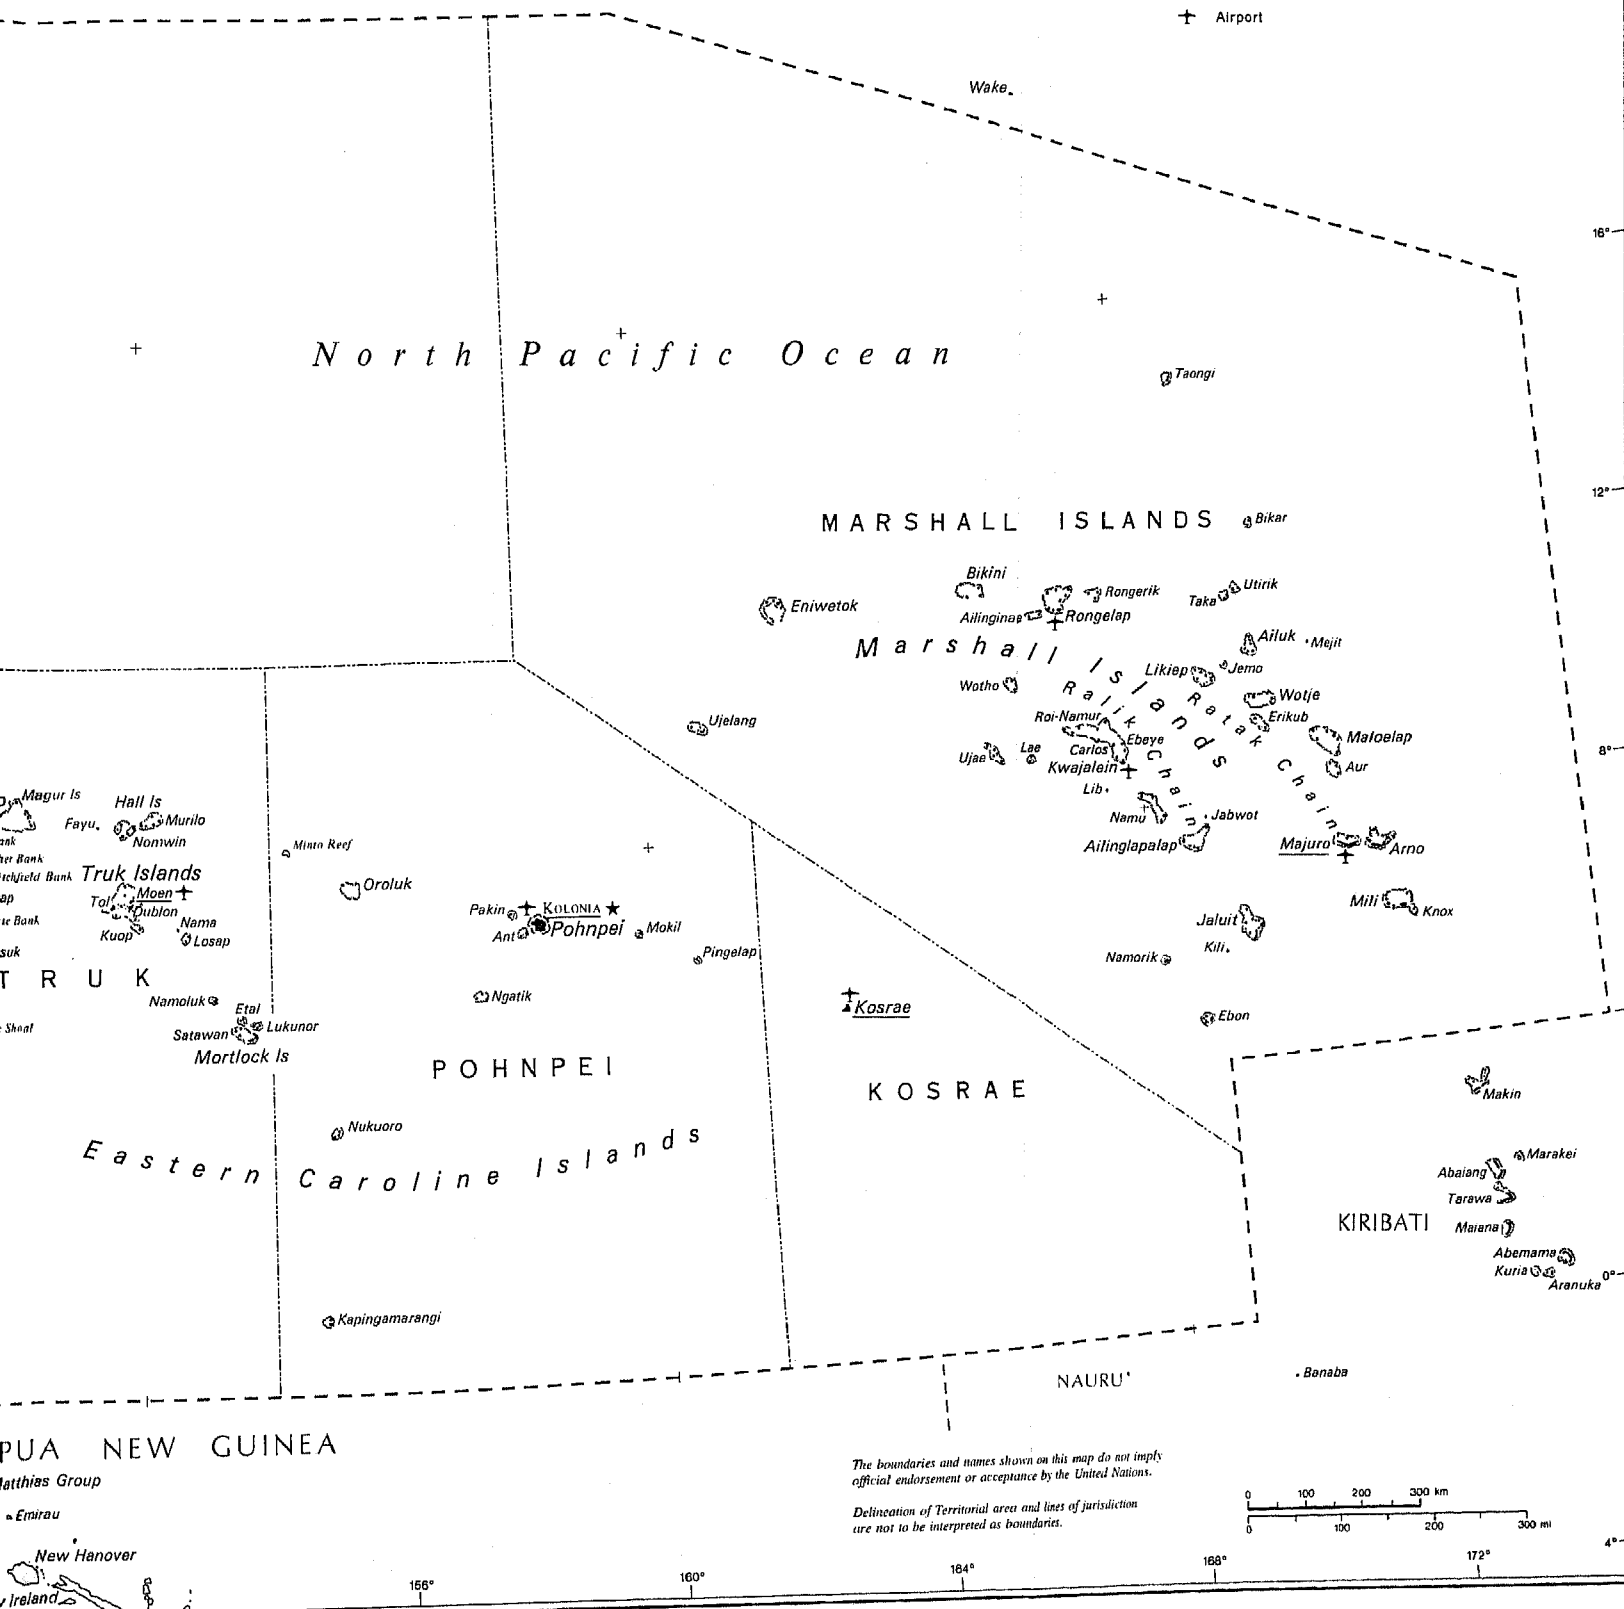 Airport
Wake
16°
North Pacific Ocean
Taongi
12°
MARSHALL ISLANDS
Bikar
Bikini
Eniwetok
Ailinginae
Rongelap
Rongerik
Taka
Utirik
Marshall Islands
Ailuk
Mejit
Likiep
Jemo
Wotho
Ralik Chain
Ratak Chain
Wotje
Erikub
Roi-Namur
Ujelang
Ebeye
Carlos
Kwajalein
Maloelap
Aur
8°
Ujae
Lae
Lib
Namu
Jabwot
Ailinglapalap
Majuro
Arno
Magur Is
Hall Is
Fayu
Murilo
Nomwin
Minto Reef
Truk Islands
Moen
Tol
Dublon
Kuop
Nama
Losap
Oroluk
Pakin
KOLONIA
Pohnpei
Ant
Mokil
Pingelap
Mili
Knox
Jaluit
Kili
Namorik
TRUK
Namoluk
Etal
Satawan
Lukunor
Mortlock Is
Ngatik
Kosrae
Ebon
POHNPEI
KOSRAE
Makin
Nukuoro
Eastern Caroline Islands
Marakei
Abaiang
Tarawa
KIRIBATI
Maiana
Abemama
Kuria
Aranuka
0°
Kapingamarangi
NAURU
Banaba
PUA NEW GUINEA
Matthias Group
Emirau
New Hanover
Ireland
The boundaries and names shown on this map do not imply
official endorsement or acceptance by the United Nations.
Delineation of Territorial area and lines of jurisdiction
are not to be interpreted as boundaries.
0 100 200 300 km
0 100 200 300 mi
4°
156° 160° 164° 168° 172°